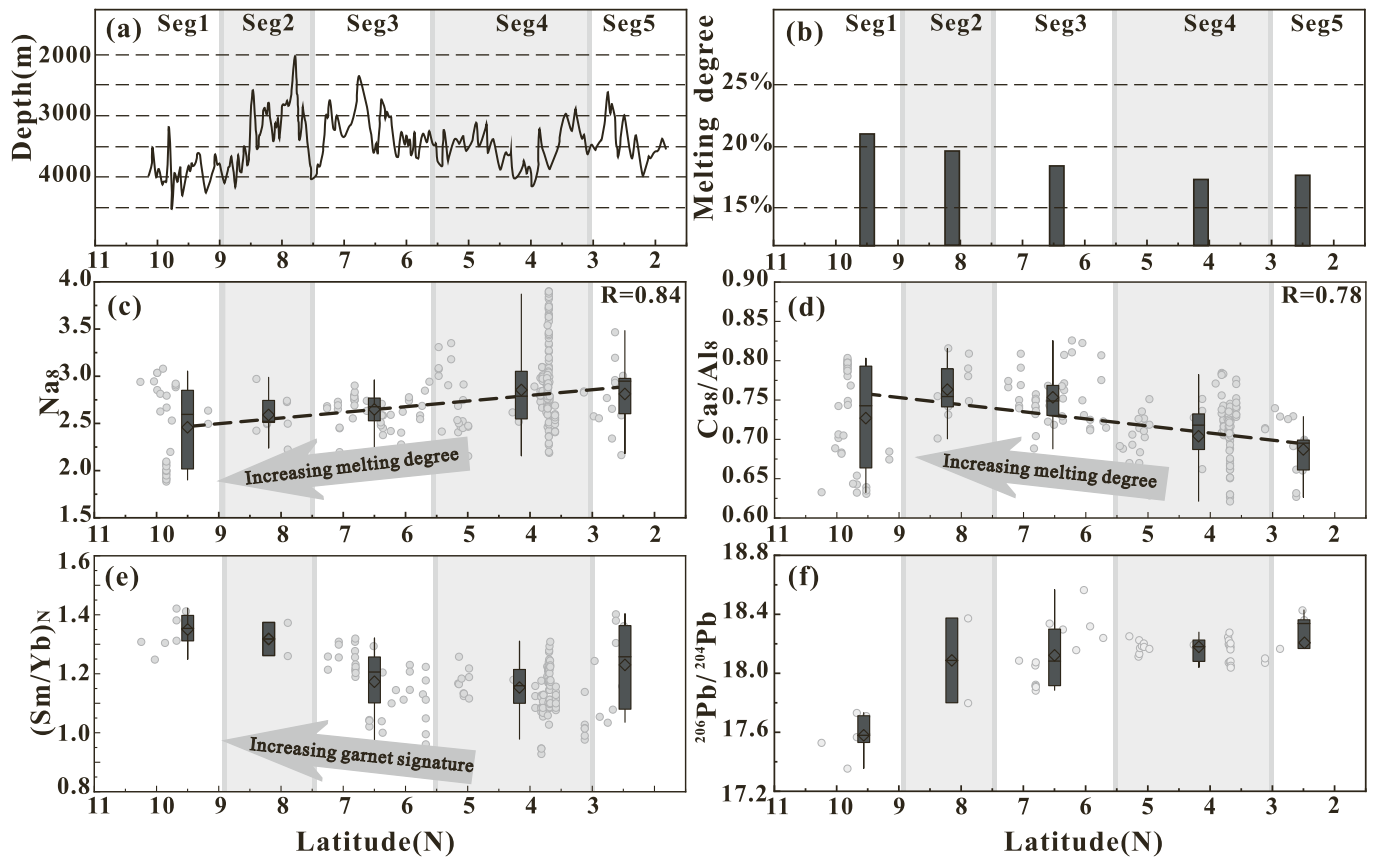 (a) Seg1 Seg2 Seg3 Seg4 Seg5
Depth(m)
2000
3000
4000
11 10 9 8 7 6 5 4 3 2
(b) Seg1 Seg2 Seg3 Seg4 Seg5
Melting degree
25%
20%
15%
11 10 9 8 7 6 5 4 3 2
(c) R=0.84
Na8
4.0
3.5
3.0
2.5
2.0
1.5
Increasing melting degree
11 10 9 8 7 6 5 4 3 2
(d) R=0.78
Ca8/Al8
0.90
0.85
0.80
0.75
0.70
0.65
0.60
Increasing melting degree
11 10 9 8 7 6 5 4 3 2
(e)
(Sm/Yb)N
1.6
1.4
1.2
1.0
0.8
Increasing garnet signature
11 10 9 8 7 6 5 4 3 2
Latitude(N)
(f)
206Pb/204Pb
18.8
18.4
18.0
17.6
17.2
11 10 9 8 7 6 5 4 3 2
Latitude(N)